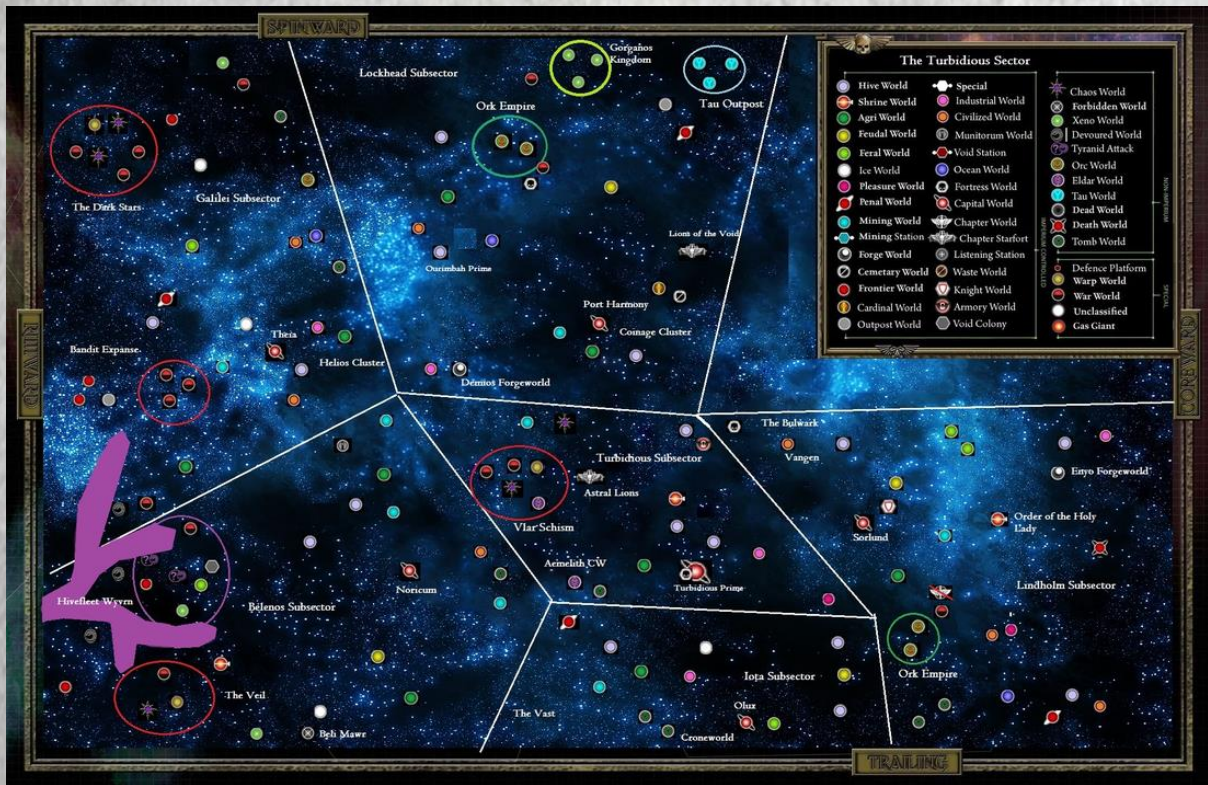 SPINWARD
Lockhead Subsector
Gorganos
Kingdom
Tau Outpost
Ork Empire
The Dark Stars
Galilei Subsector
Lions of the Void
Ourimbah Prime
Port Harmony
Coinage Cluster
Theia
Helios Cluster
Bandit Expanse
Demios Forgeworld
The Turbidious Sector
Hive World
Shrine World
Agri World
Feudal World
Feral World
Ice World
Pleasure World
Penal World
Mining World
Mining Station
Forge World
Cemetary World
Frontier World
Cardinal World
Outpost World
Special
Industrial World
Civilized World
Munitorum World
Void Station
Ocean World
Fortress World
Capital World
Chapter World
Chapter Starfort
Listening Station
Waste World
Knight World
Armory World
Void Colony
IMPERIUM CONTROLLED
Chaos World
Forbidden World
Xeno World
Devoured World
Tyranid Attack
Orc World
Eldar World
Tau World
Dead World
Death World
Tomb World
NON-IMPERIUM
Defence Platform
Warp World
War World
Unclassified
Gas Giant
SPECIAL
RIMWARD
COREWARD
The Bulwark
Vangen
Turbidious Subsector
Astral Lions
Vlar Schism
Enyo Forgeworld
Order of the Holy
Lady
Sorlund
Lindholm Subsector
Aemelith CW
Turbidious Prime
Noricum
Hivefleet Wyvrn
Belenos Subsector
Ork Empire
The Veil
Beli Mawr
The Vast
Iota Subsector
Olux
Croneworld
TRAILING